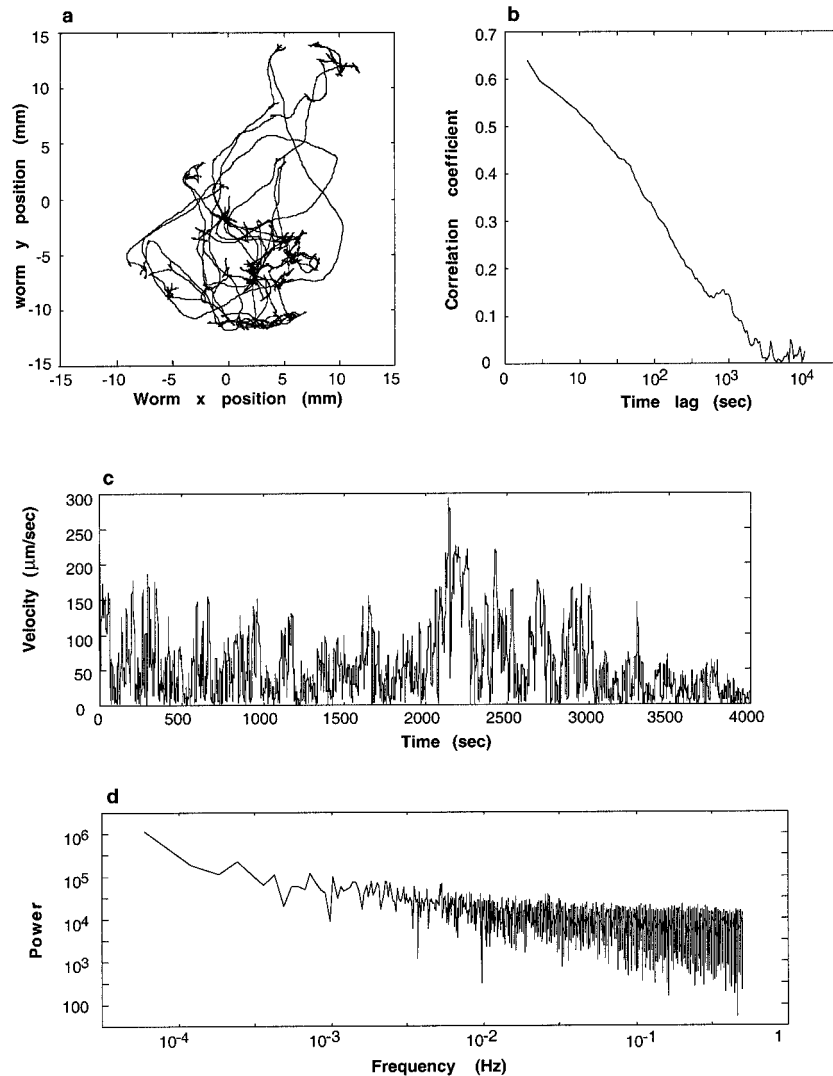 a
15
10
5
0
-5
-10
-15
-15 -10 -5 0 5 10 15
worm y position (mm)
Worm x position (mm)
b
0.7
0.6
0.5
0.4
0.3
0.2
0.1
0
0 10 10² 10³ 10⁴
Correlation coefficient
Time lag (sec)
c
300
250
200
150
100
50
0
0 500 1000 1500 2000 2500 3000 3500 4000
Velocity (μm/sec)
Time (sec)
d
10⁶
10⁵
10⁴
10³
100
10⁻⁴ 10⁻³ 10⁻² 10⁻¹ 1
Power
Frequency (Hz)